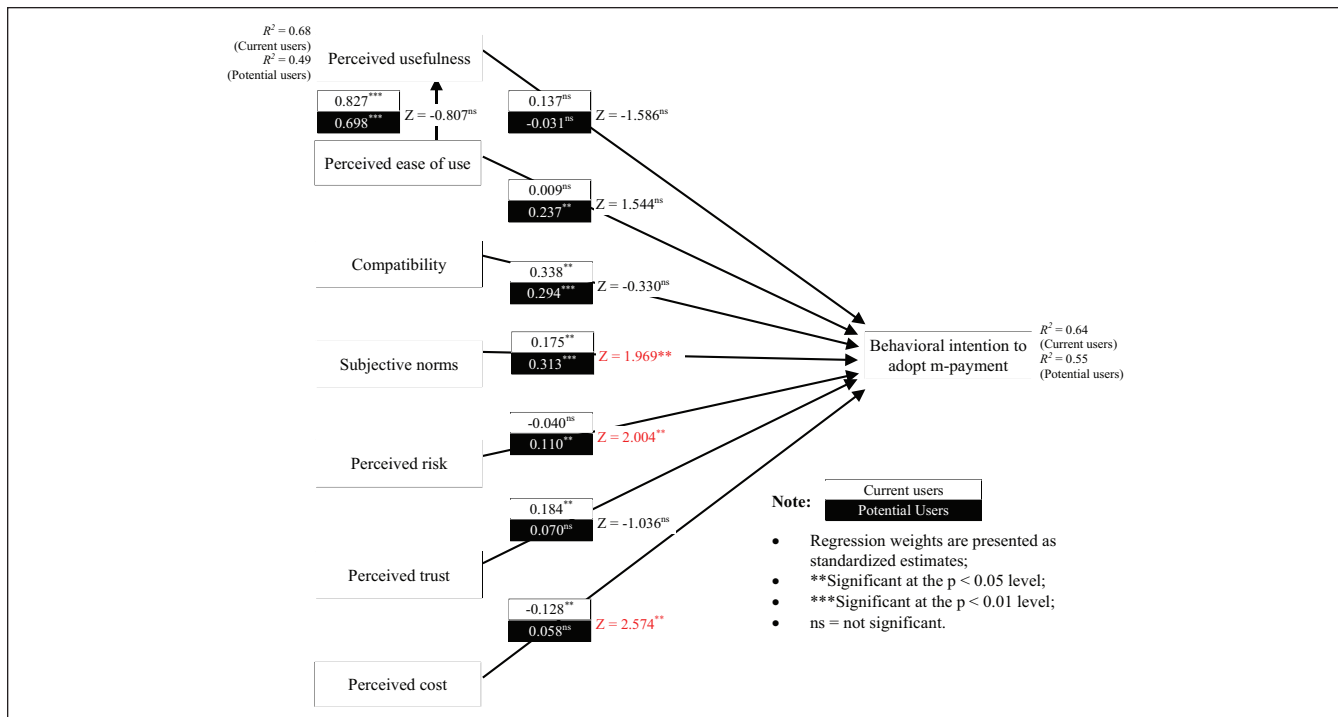 R² = 0.68
(Current users)
R² = 0.49
(Potential users)
Perceived usefulness
0.827***
0.698***
Z = -0.807ns
0.137ns
-0.031ns
Z = -1.586ns
Perceived ease of use
0.009ns
0.237**
Z = 1.544ns
Compatibility
0.338**
0.294***
Z = -0.330ns
Subjective norms
0.175**
0.313***
Z = 1.969**
Behavioral intention to
adopt m-payment
R² = 0.64
(Current users)
R² = 0.55
(Potential users)
Perceived risk
-0.040ns
0.110**
Z = 2.004**
Perceived trust
0.184**
0.070ns
Z = -1.036ns
Perceived cost
-0.128**
0.058ns
Z = 2.574**
Note:
Current users
Potential Users
• Regression weights are presented as
standardized estimates;
• **Significant at the p < 0.05 level;
• ***Significant at the p < 0.01 level;
• ns = not significant.